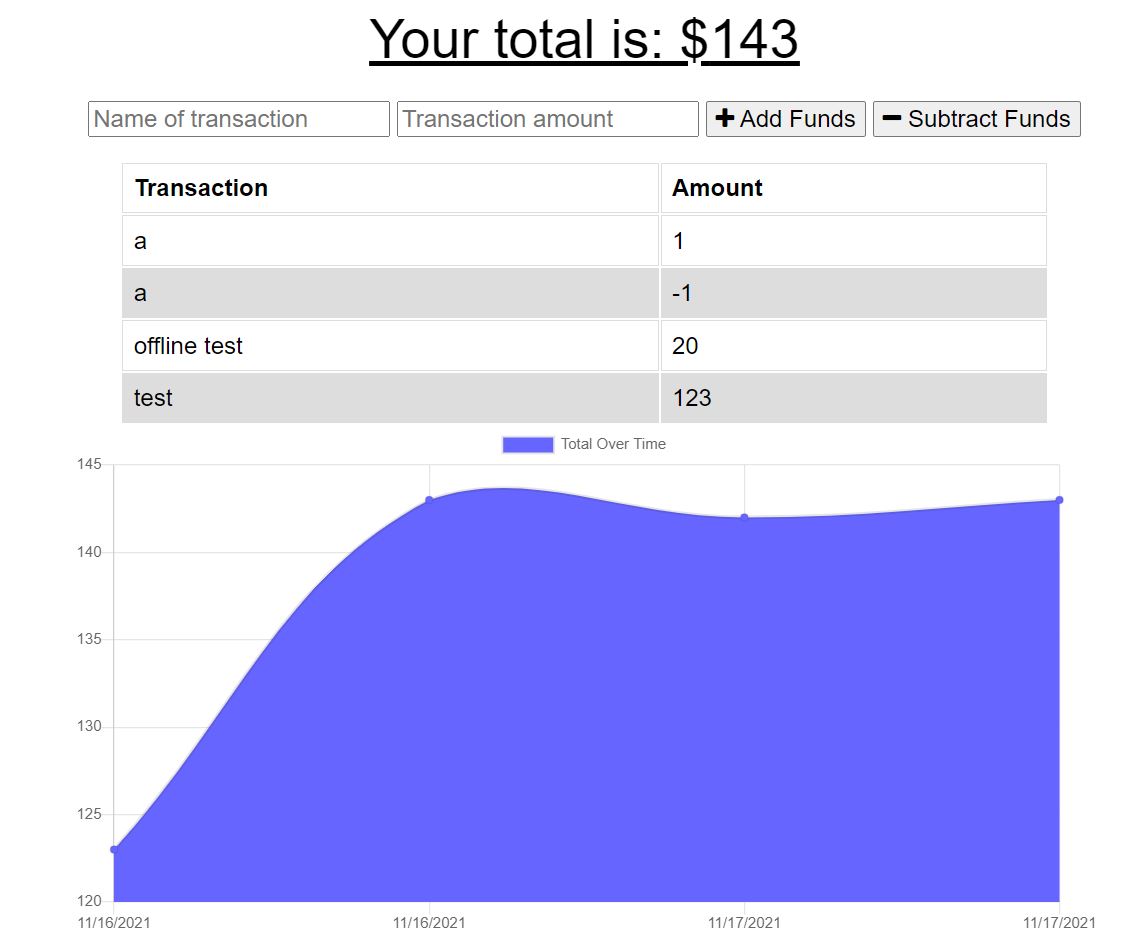 Your total is: $143
Name of transaction Transaction amount Add Funds Subtract Funds
Transaction Amount
a 1
a -1
offline test 20
test 123
Total Over Time
145
140
135
130
125
120
11/16/2021 11/16/2021 11/17/2021 11/17/2021